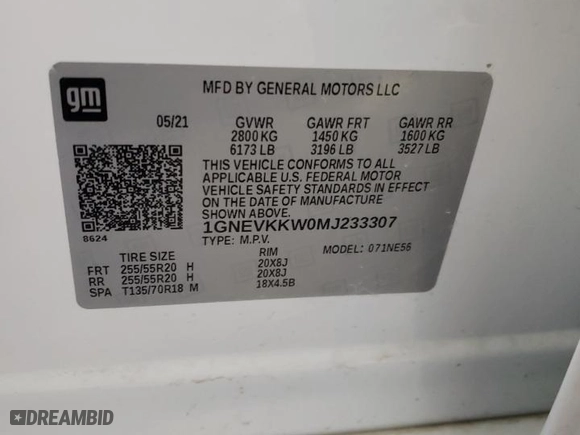 gm
MFD BY GENERAL MOTORS LLC
05/21 GVWR GAWR FRT GAWR RR
2800 KG 1450 KG 1600 KG
6173 LB 3196 LB 3527 LB
THIS VEHICLE CONFORMS TO ALL
APPLICABLE U.S. FEDERAL MOTOR
VEHICLE SAFETY STANDARDS IN EFFECT
ON THE DATE OF MANUFACTURE
SHOWN ABOVE.
1GNEVKKW0MJ233307
8624
TYPE: M.P.V. MODEL: 071NE56
TIRE SIZE RIM
FRT 255/55R20 H 20X8J
RR 255/55R20 H 20X8J
SPA T135/70R18 M 18X4.5B
DREAMBID